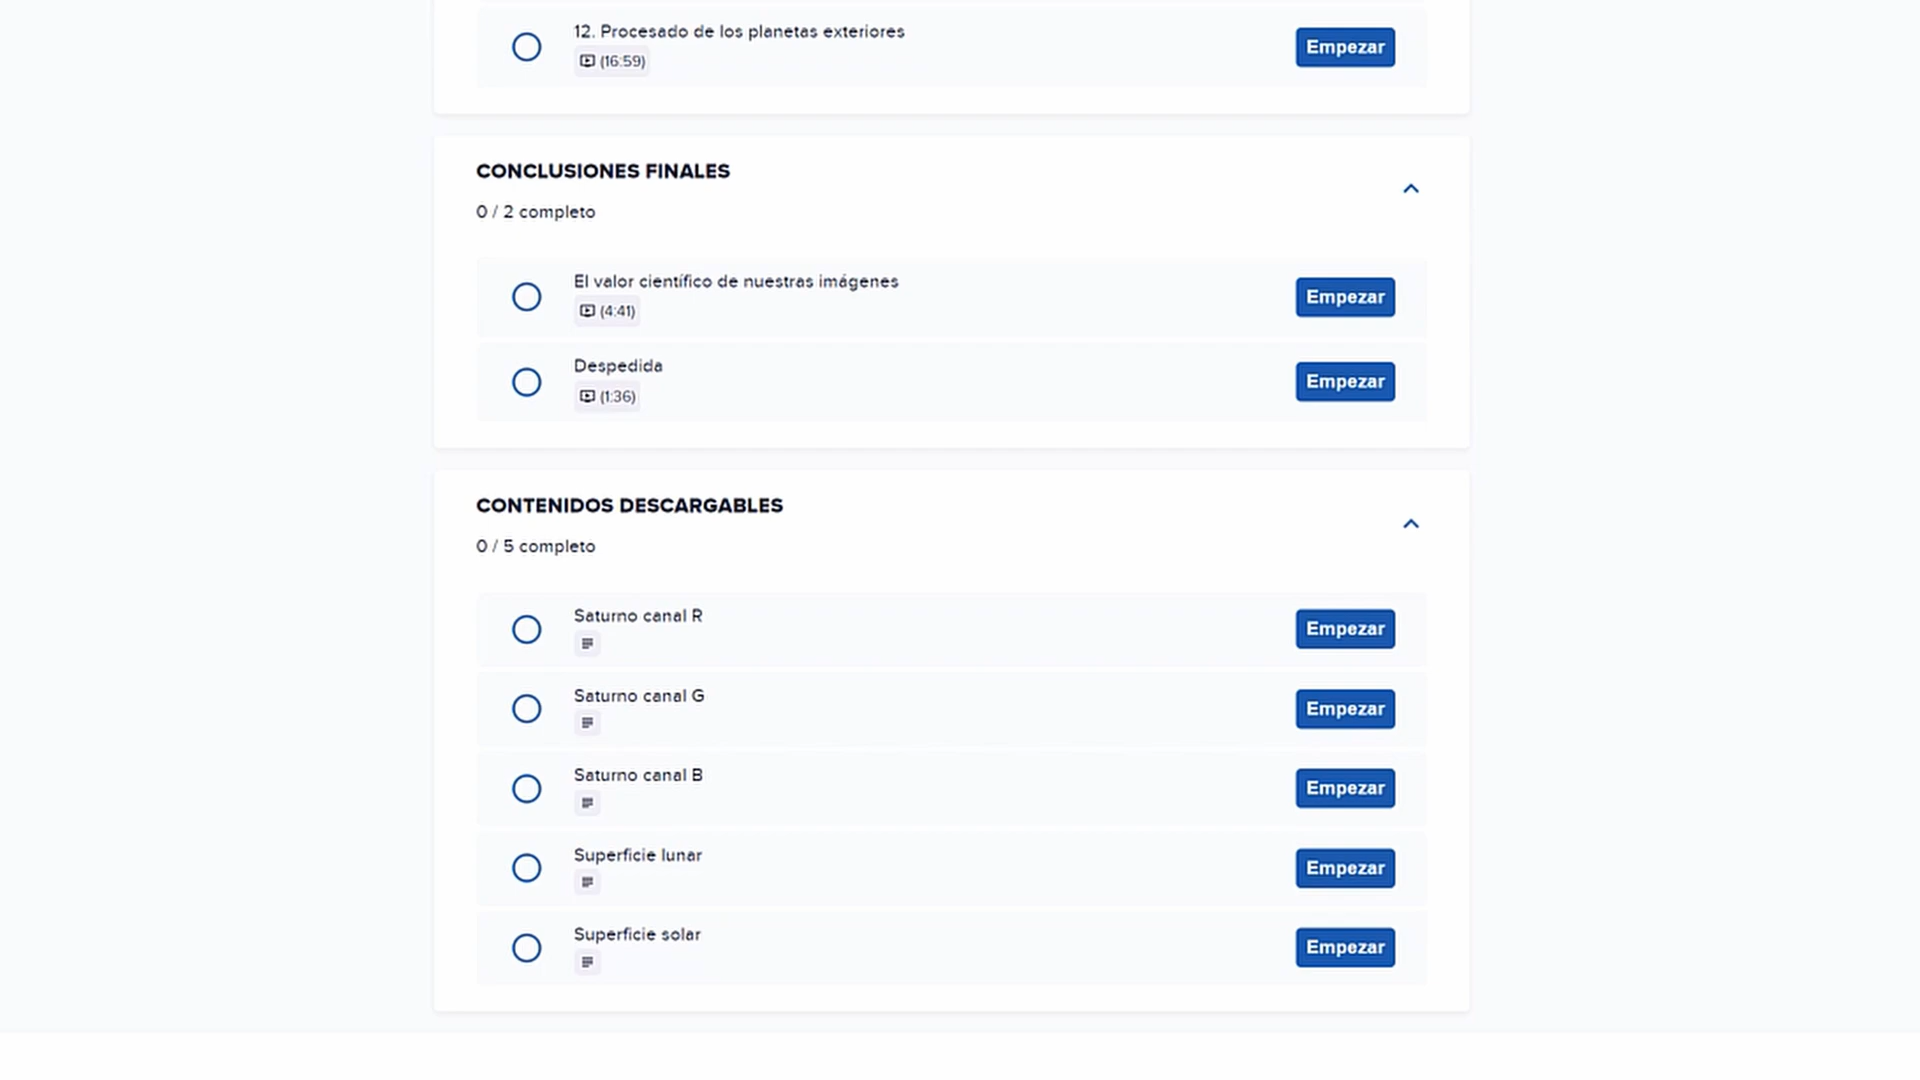 12. Procesado de los planetas exteriores
(16:59)
Empezar
CONCLUSIONES FINALES
0 / 2 completo
El valor científico de nuestras imágenes
(4:41)
Empezar
Despedida
(1:36)
Empezar
CONTENIDOS DESCARGABLES
0 / 5 completo
Saturno canal R
Empezar
Saturno canal G
Empezar
Saturno canal B
Empezar
Superficie lunar
Empezar
Superficie solar
Empezar